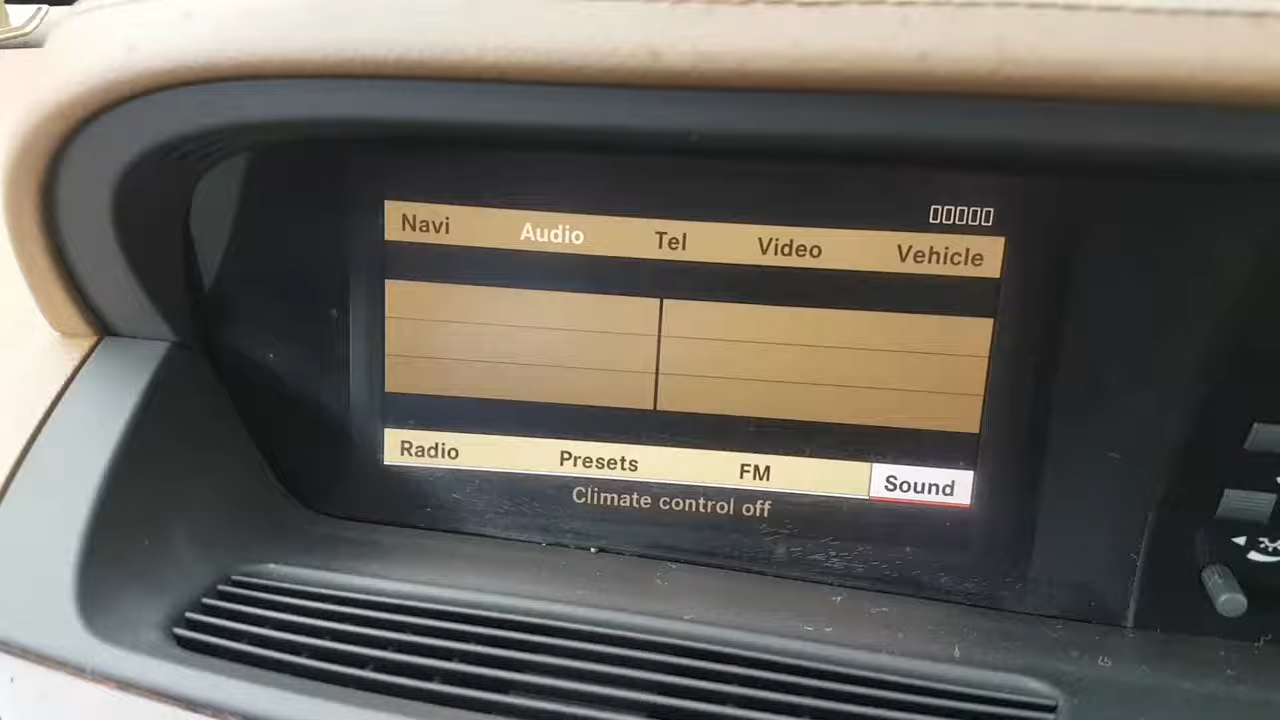 Navi Audio Tel Video Vehicle
Radio Presets FM Sound
Climate control off